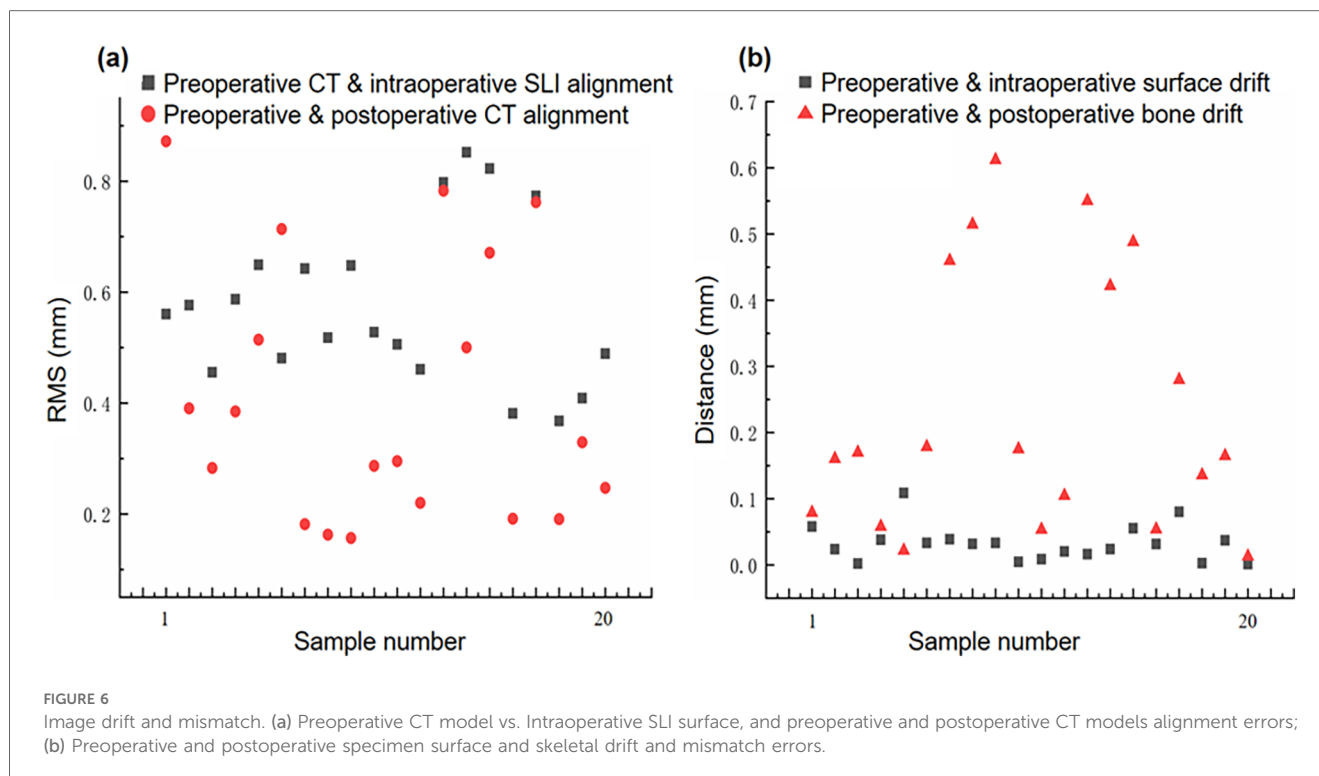 (a)
Preoperative CT & intraoperative SLI alignment
Preoperative & postoperative CT alignment
RMS (mm)
0.8
0.6
0.4
0.2
1
20
Sample number
(b)
Preoperative & intraoperative surface drift
Preoperative & postoperative bone drift
Distance (mm)
0.7
0.6
0.5
0.4
0.3
0.2
0.1
0.0
1
20
Sample number
FIGURE 6
Image drift and mismatch. (a) Preoperative CT model vs. Intraoperative SLI surface, and preoperative and postoperative CT models alignment errors;
(b) Preoperative and postoperative specimen surface and skeletal drift and mismatch errors.